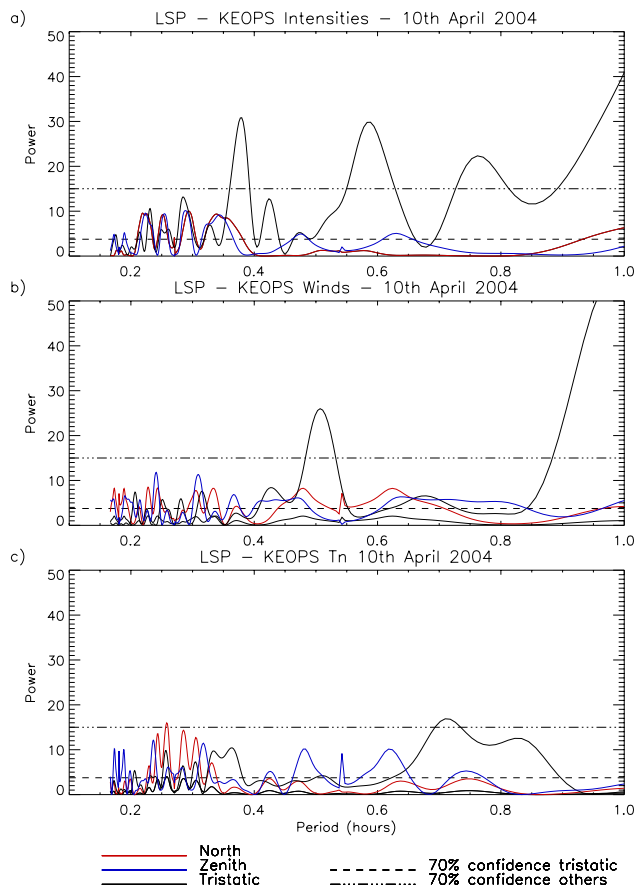 a)
LSP – KEOPS Intensities – 10th April 2004
50
40
30
20
10
0
Power
0.2 0.4 0.6 0.8 1.0
b)
LSP – KEOPS Winds – 10th April 2004
50
40
30
20
10
0
Power
0.2 0.4 0.6 0.8 1.0
c)
LSP – KEOPS Tn 10th April 2004
50
40
30
20
10
0
Power
0.2 0.4 0.6 0.8 1.0
Period (hours)
North
Zenith
Tristatic
70% confidence tristatic
70% confidence others